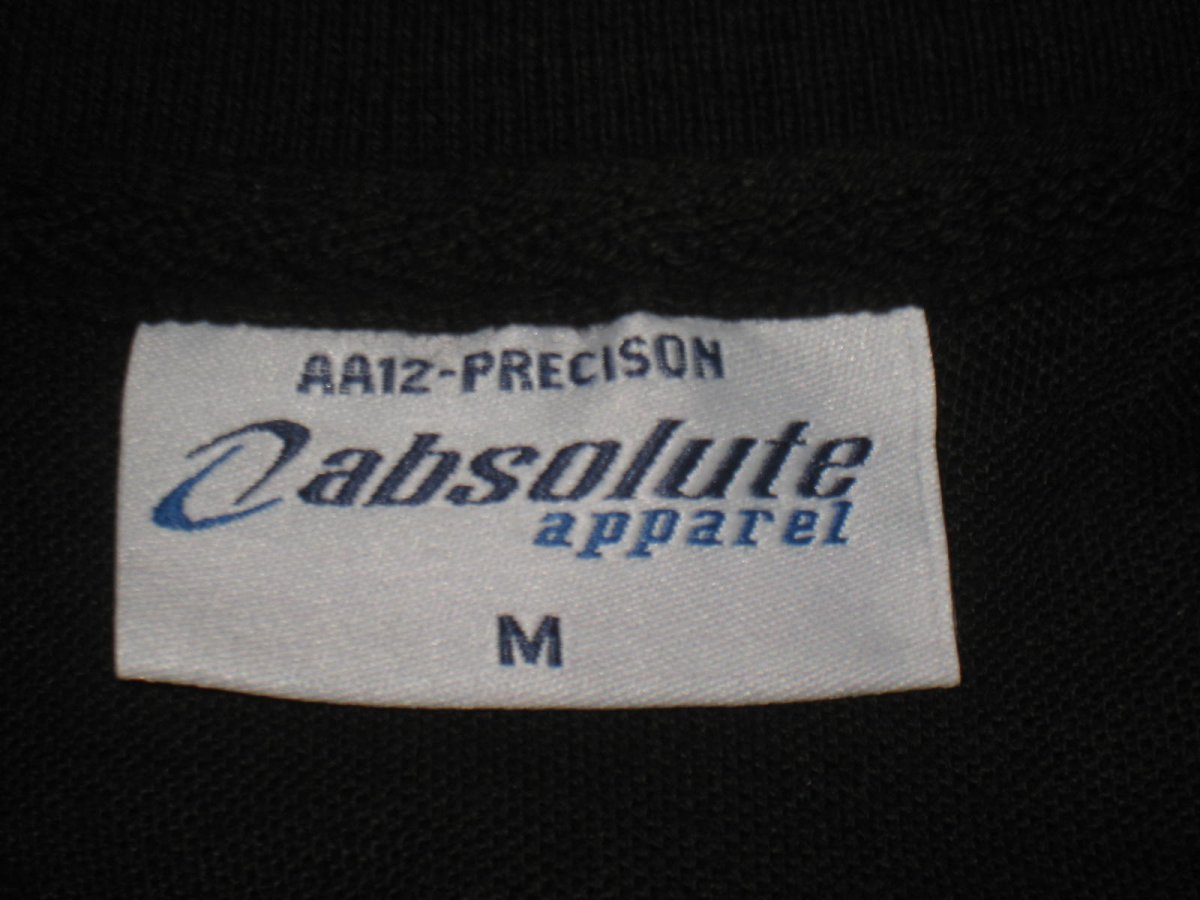 AA12-PRECISON
absolute
apparel
M